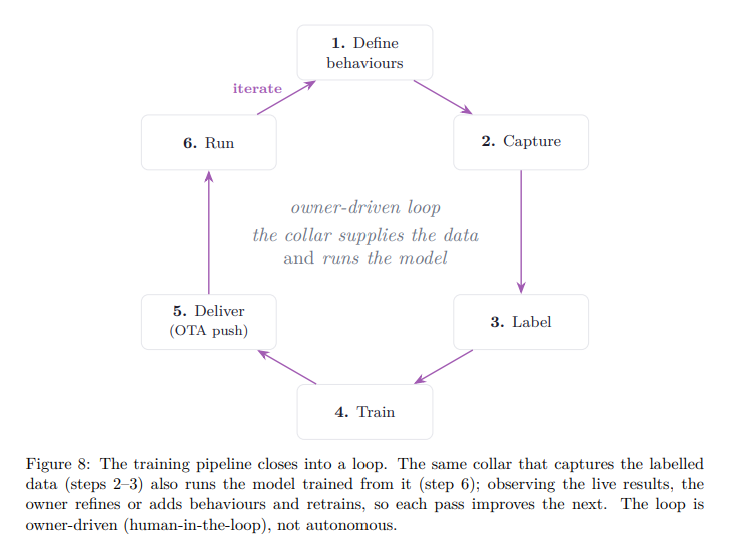 1. Define
behaviours
iterate
6. Run
2. Capture
owner-driven loop
the collar supplies the data
and runs the model
5. Deliver
(OTA push)
3. Label
4. Train
Figure 8: The training pipeline closes into a loop. The same collar that captures the labelled
data (steps 2–3) also runs the model trained from it (step 6); observing the live results, the
owner refines or adds behaviours and retrains, so each pass improves the next. The loop is
owner-driven (human-in-the-loop), not autonomous.